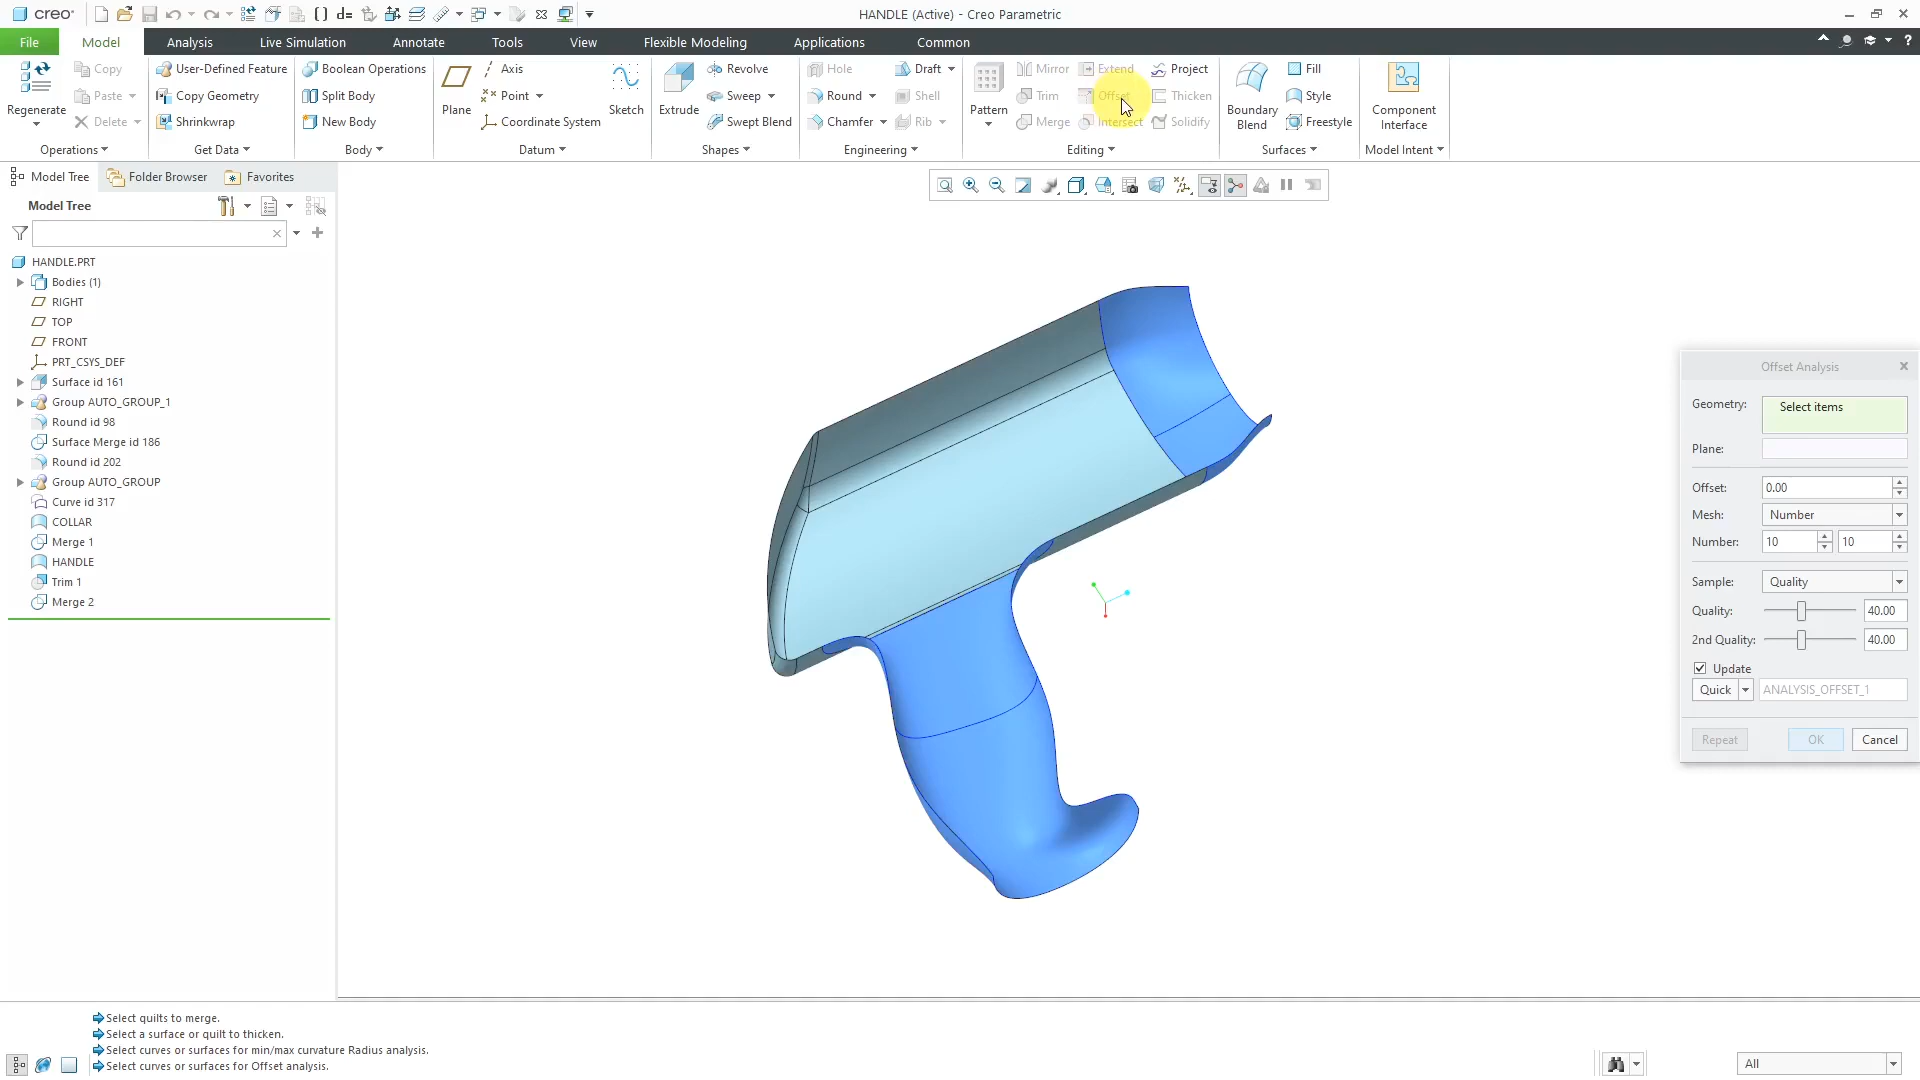 creo
HANDLE (Active) - Creo Parametric
File Model Analysis Live Simulation Annotate Tools View Flexible Modeling Applications Common
Regenerate
Copy
Paste
Delete
Operations
User-Defined Feature
Copy Geometry
Shrinkwrap
Get Data
Boolean Operations
Split Body
New Body
Body
Plane
Axis
Point
Coordinate System
Sketch
Datum
Extrude
Revolve
Sweep
Swept Blend
Shapes
Hole
Round
Chamfer
Draft
Shell
Rib
Engineering
Pattern
Mirror
Trim
Merge
Extend
Offset
Intersect
Project
Thicken
Solidify
Editing
Boundary
Blend
Fill
Style
Freestyle
Surfaces
Component
Interface
Model Intent
Model Tree Folder Browser Favorites
Model Tree
HANDLE.PRT
Bodies (1)
RIGHT
TOP
FRONT
PRT_CSYS_DEF
Surface id 161
Group AUTO_GROUP_1
Round id 98
Surface Merge id 186
Round id 202
Group AUTO_GROUP
Curve id 317
COLLAR
Merge 1
HANDLE
Trim 1
Merge 2
Offset Analysis
Geometry: Select items
Plane:
Offset: 0.00
Mesh: Number
Number: 10 10
Sample: Quality
Quality: 40.00
2nd Quality: 40.00
Update
Quick ANALYSIS_OFFSET_1
Repeat OK Cancel
Select quilts to merge.
Select a surface or quilt to thicken.
Select curves or surfaces for min/max curvature Radius analysis.
Select curves or surfaces for Offset analysis.
All